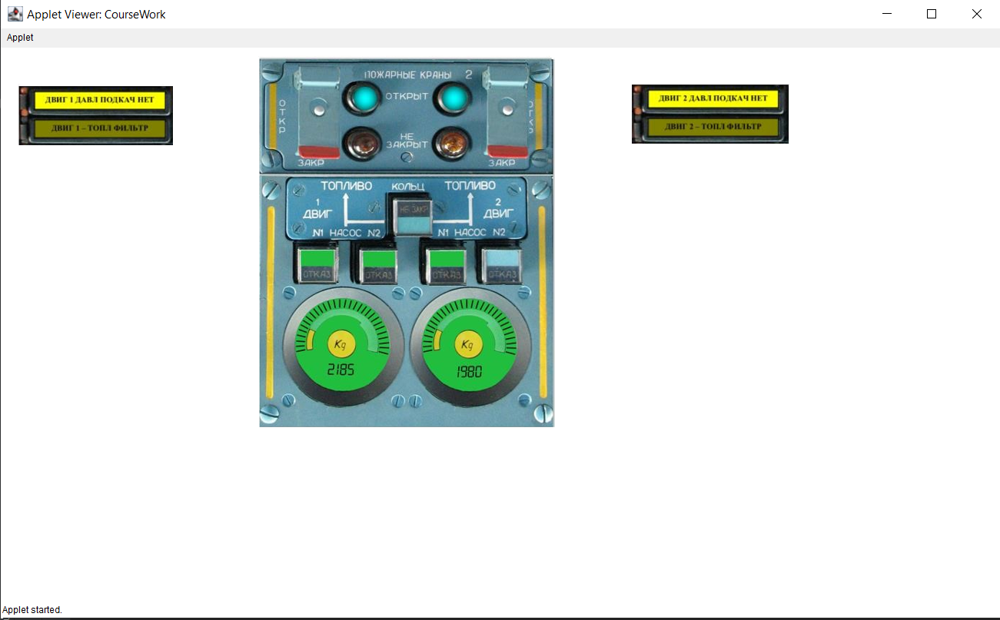 Applet Viewer: CourseWork
Applet
ДВИГ 1 ДАВЛ ПОДКАЧ НЕТ
ДВИГ 1 – ТОПЛ ФИЛЬТР
ПОЖАРНЫЕ КРАНЫ 2
ОТКР
ОТКРЫТ
ОТКР
НЕ
ЗАКРЫТ
ЗАКР
ЗАКР
ДВИГ 2 ДАВЛ ПОДКАЧ НЕТ
ДВИГ 2 – ТОПЛ ФИЛЬТР
ТОПЛИВО КОЛЬЦ ТОПЛИВО
1
ДВИГ
НЕ ЗАКР
2
ДВИГ
N1 НАСОС N2
N1 НАСОС N2
ОТКАЗ
ОТКАЗ
ОТКАЗ
ОТКАЗ
Kg
2185
Kg
1980
Applet started.